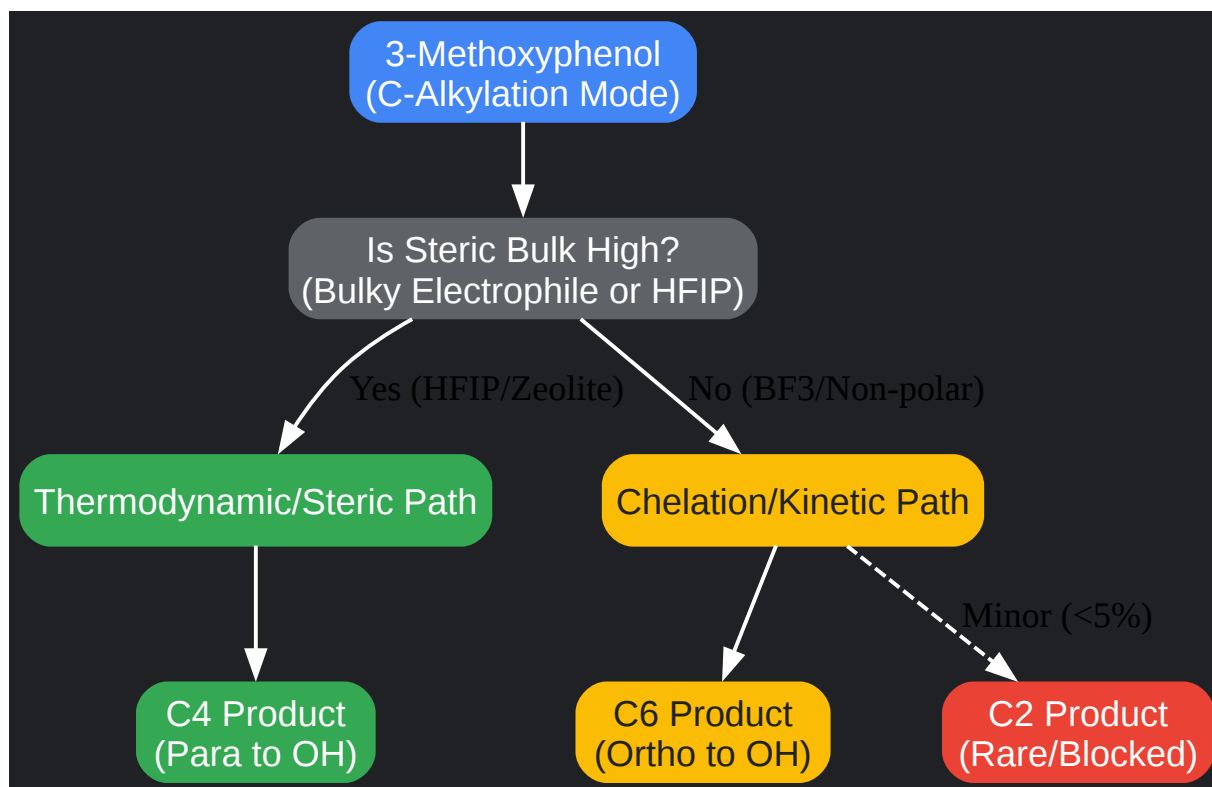 3-Methoxyphenol
(C-Alkylation Mode)
Is Steric Bulk High?
(Bulky Electrophile or HFIP)
Yes (HFIP/Zeolite)
No (BF3/Non-polar)
Thermodynamic/Steric Path
Chelation/Kinetic Path
Minor (<5%)
C4 Product
(Para to OH)
C6 Product
(Ortho to OH)
C2 Product
(Rare/Blocked)